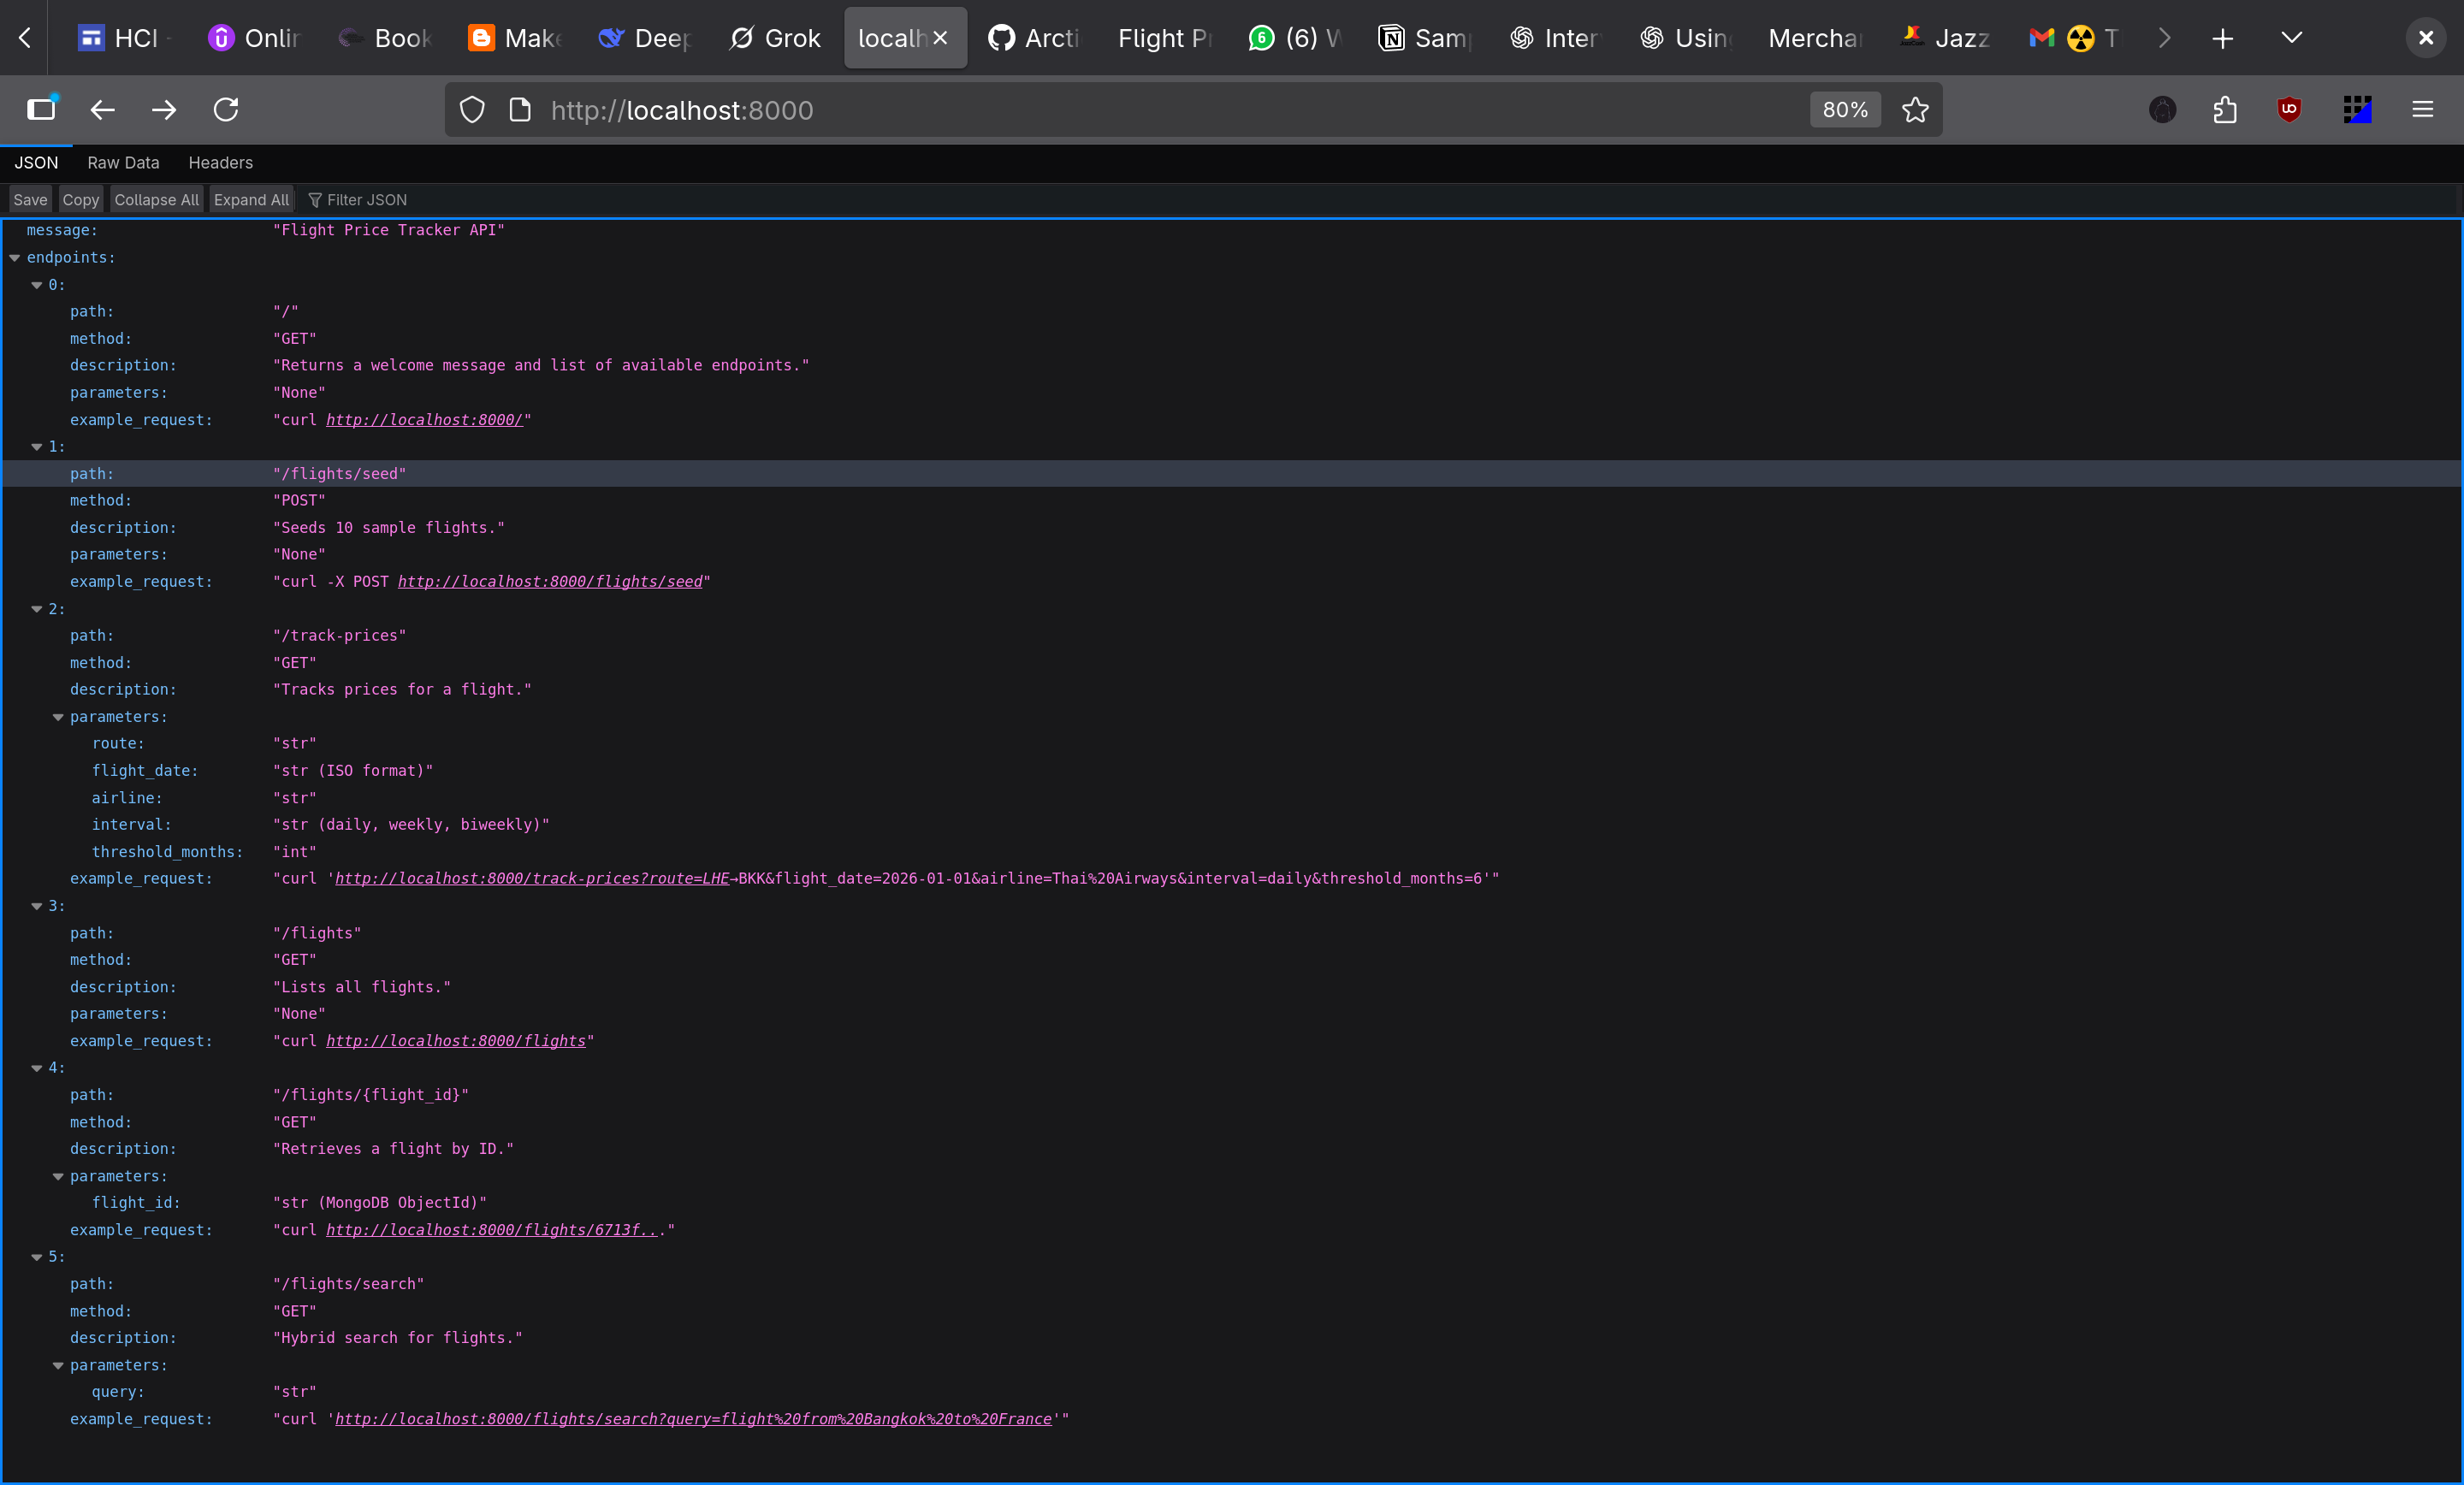 HCI -
Onlin
Book
Make
Deep
Grok
localh
Arcti
Flight Pr
6 (6) W
Samp
Inter
Using
Merchan
Jazz
T
http://localhost:8000
80%
JSON Raw Data Headers
Save Copy Collapse All Expand All Filter JSON
message: "Flight Price Tracker API"
endpoints:
0:
path: "/"
method: "GET"
description: "Returns a welcome message and list of available endpoints."
parameters: "None"
example_request: "curl http://localhost:8000/"
1:
path: "/flights/seed"
method: "POST"
description: "Seeds 10 sample flights."
parameters: "None"
example_request: "curl -X POST http://localhost:8000/flights/seed"
2:
path: "/track-prices"
method: "GET"
description: "Tracks prices for a flight."
parameters:
route: "str"
flight_date: "str (ISO format)"
airline: "str"
interval: "str (daily, weekly, biweekly)"
threshold_months: "int"
example_request: "curl 'http://localhost:8000/track-prices?route=LHE→BKK&flight_date=2026-01-01&airline=Thai%20Airways&interval=daily&threshold_months=6'"
3:
path: "/flights"
method: "GET"
description: "Lists all flights."
parameters: "None"
example_request: "curl http://localhost:8000/flights"
4:
path: "/flights/{flight_id}"
method: "GET"
description: "Retrieves a flight by ID."
parameters:
flight_id: "str (MongoDB ObjectId)"
example_request: "curl http://localhost:8000/flights/6713f..."
5:
path: "/flights/search"
method: "GET"
description: "Hybrid search for flights."
parameters:
query: "str"
example_request: "curl 'http://localhost:8000/flights/search?query=flight%20from%20Bangkok%20to%20France'"